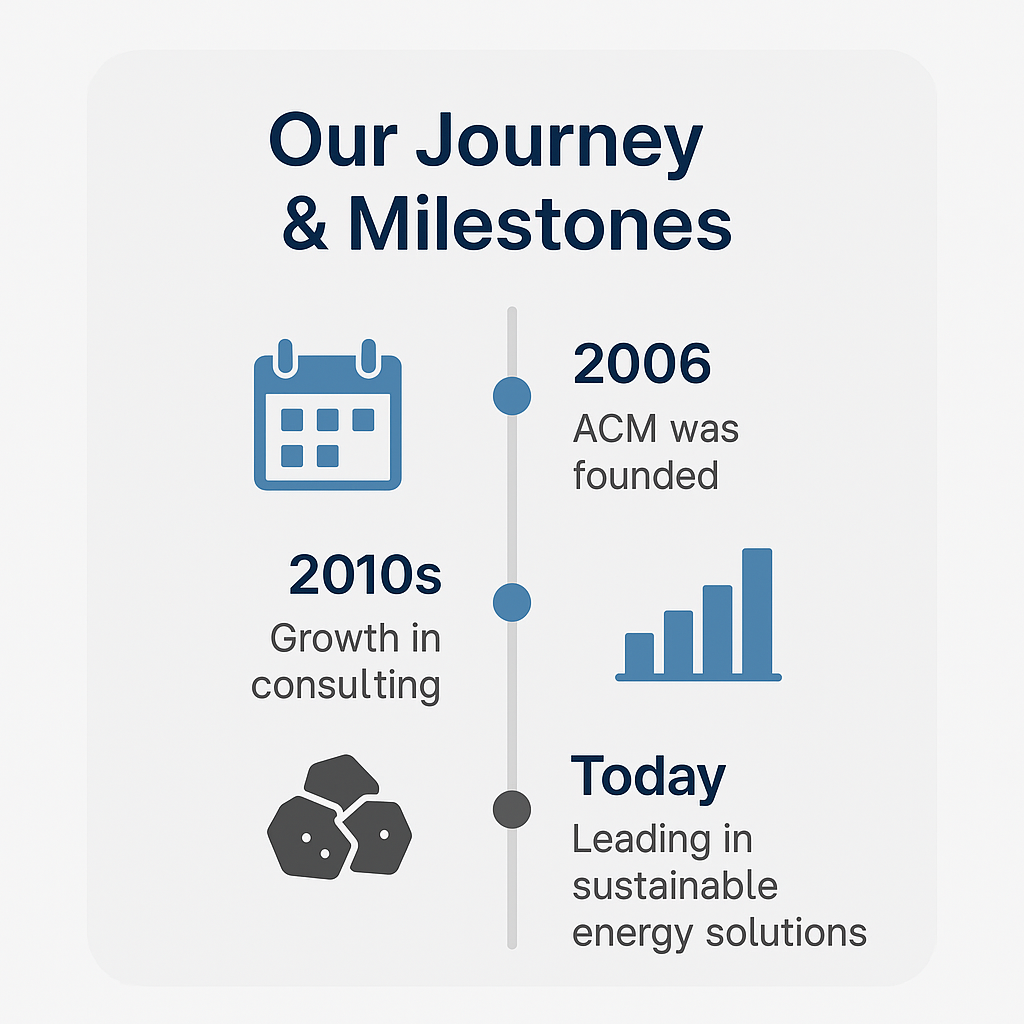 Our Journey
& Milestones
2006
ACM was
founded
2010s
Growth in
consulting
Today
Leading in
sustainable
energy solutions